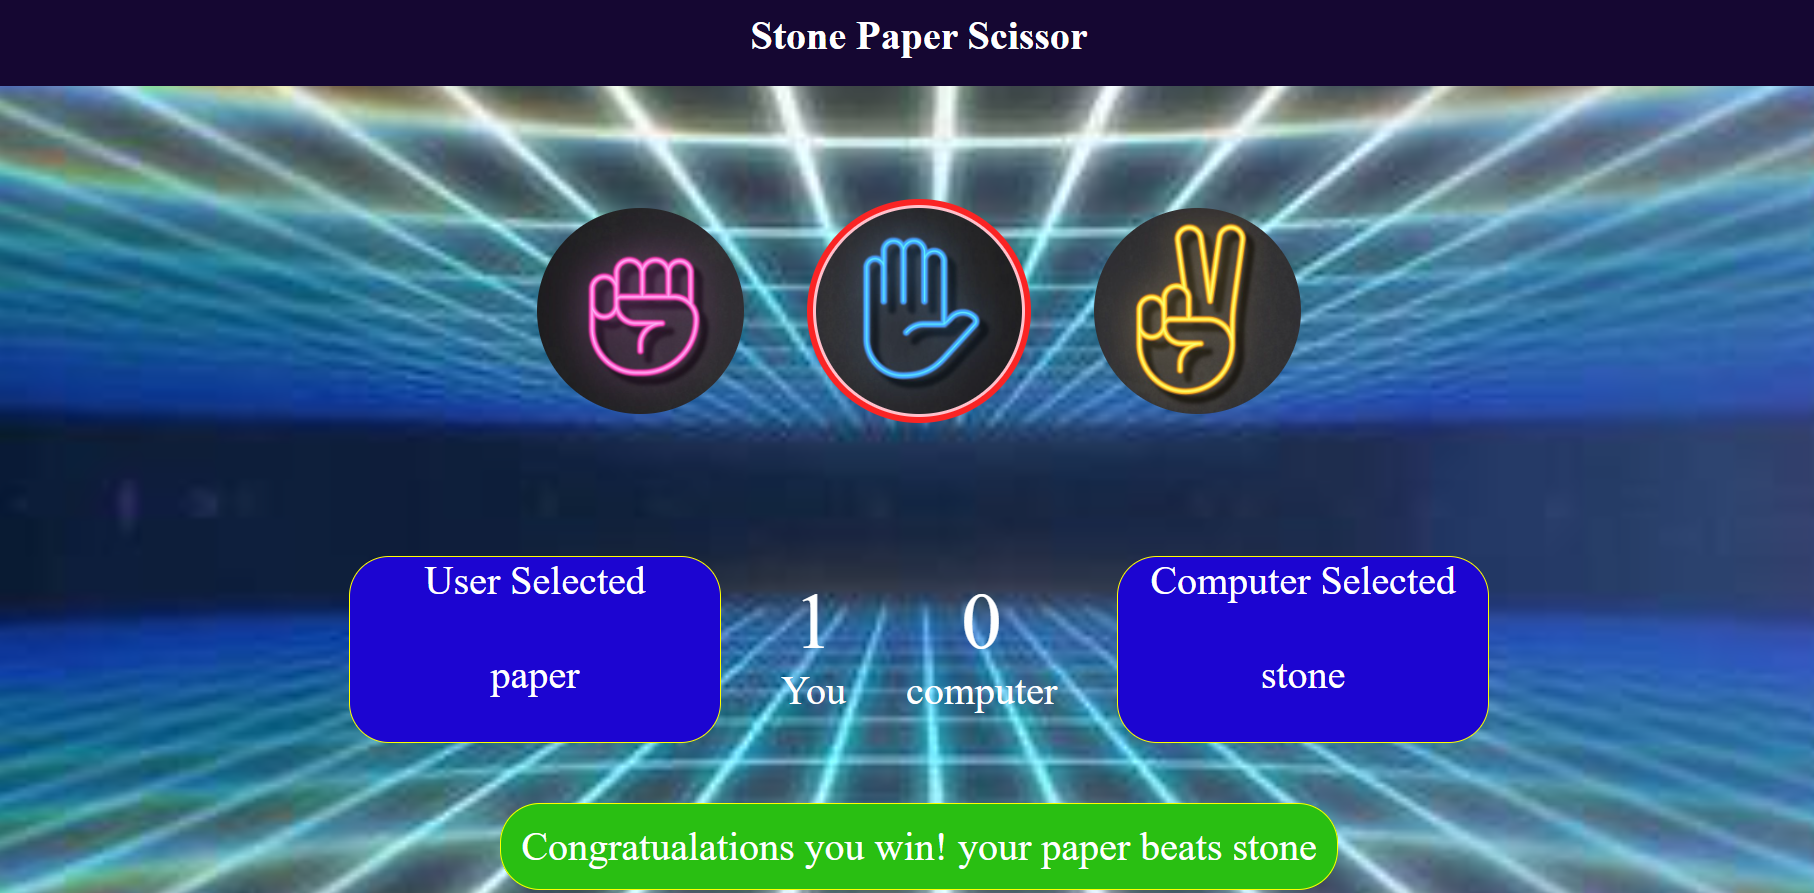 Stone Paper Scissor
User Selected
paper
1
You
0
computer
Computer Selected
stone
Congratualations you win! your paper beats stone